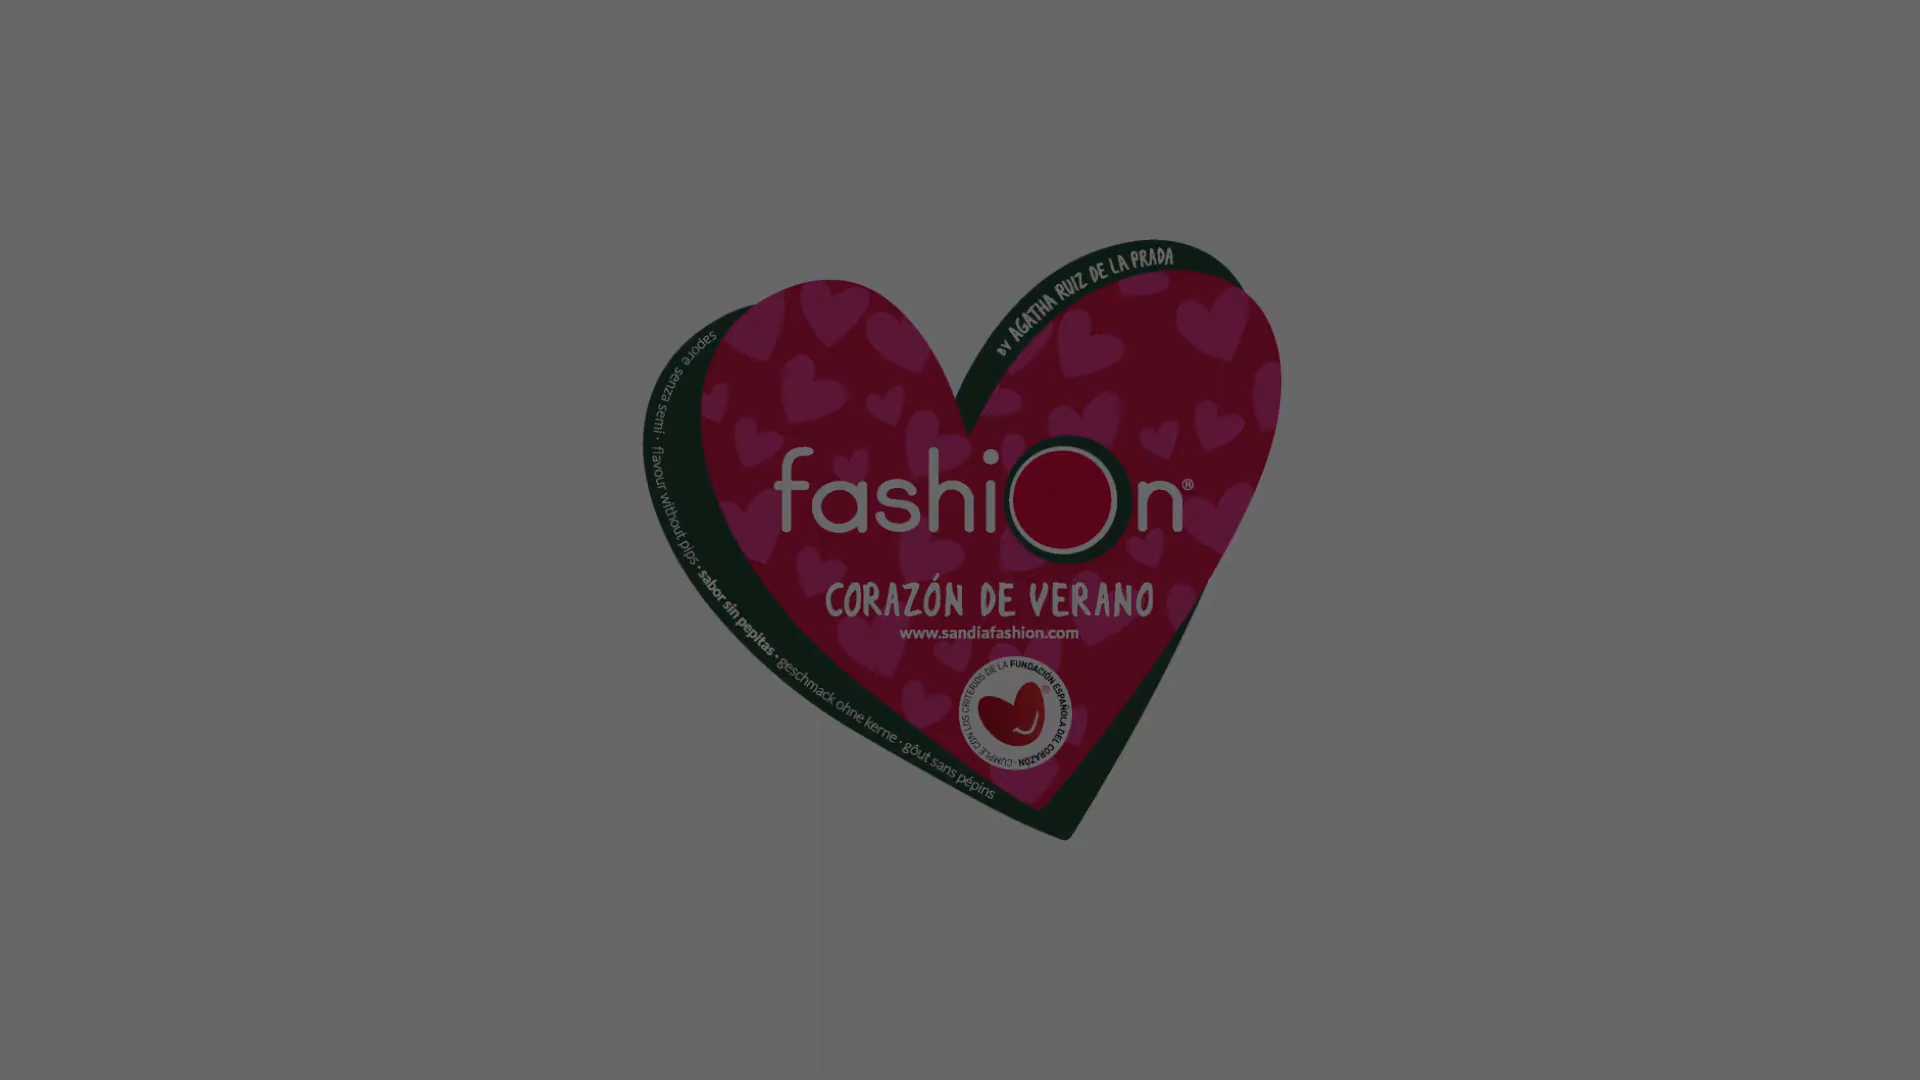 BY AGATHA RUIZ DE LA PRADA
sapore senza semi · flavour without pips · sabor sin pepitas · geschmack ohne kerne · gôut sans pépins
fashion®
CORAZÓN DE VERANO
www.sandiafashion.com
CUMPLE CON LOS CRITERIOS DE LA FUNDACIÓN ESPAÑOLA DEL CORAZÓN ·
®